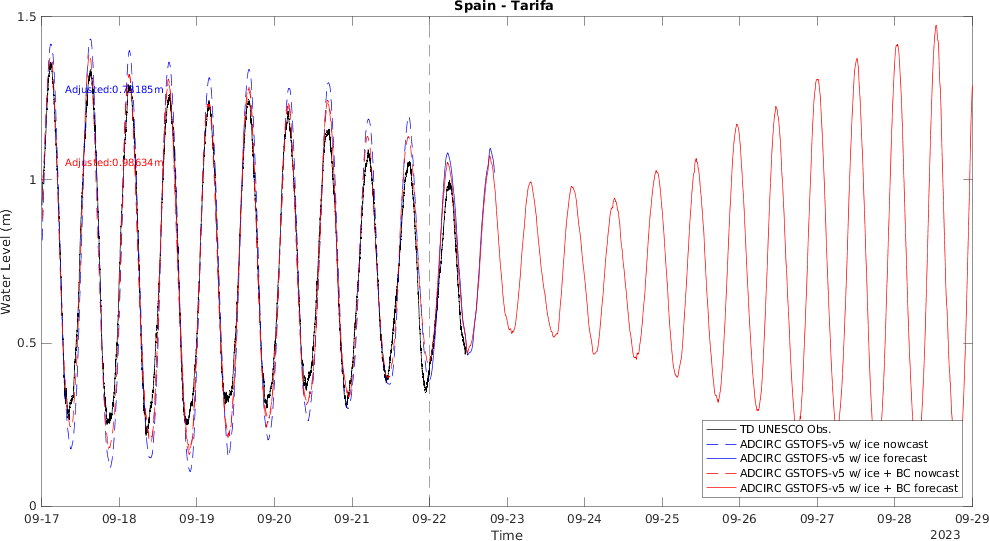 Spain - Tarifa
1.5
1
0.5
0
Water Level (m)
Adjusted:0.98634m
TD UNESCO Obs.
ADCIRC GSTOFS-v5 w/ ice nowcast
ADCIRC GSTOFS-v5 w/ ice forecast
ADCIRC GSTOFS-v5 w/ ice + BC nowcast
ADCIRC GSTOFS-v5 w/ ice + BC forecast
09-17 09-18 09-19 09-20 09-21 09-22 09-23 09-24 09-25 09-26 09-27 09-28 09-29
Time
2023